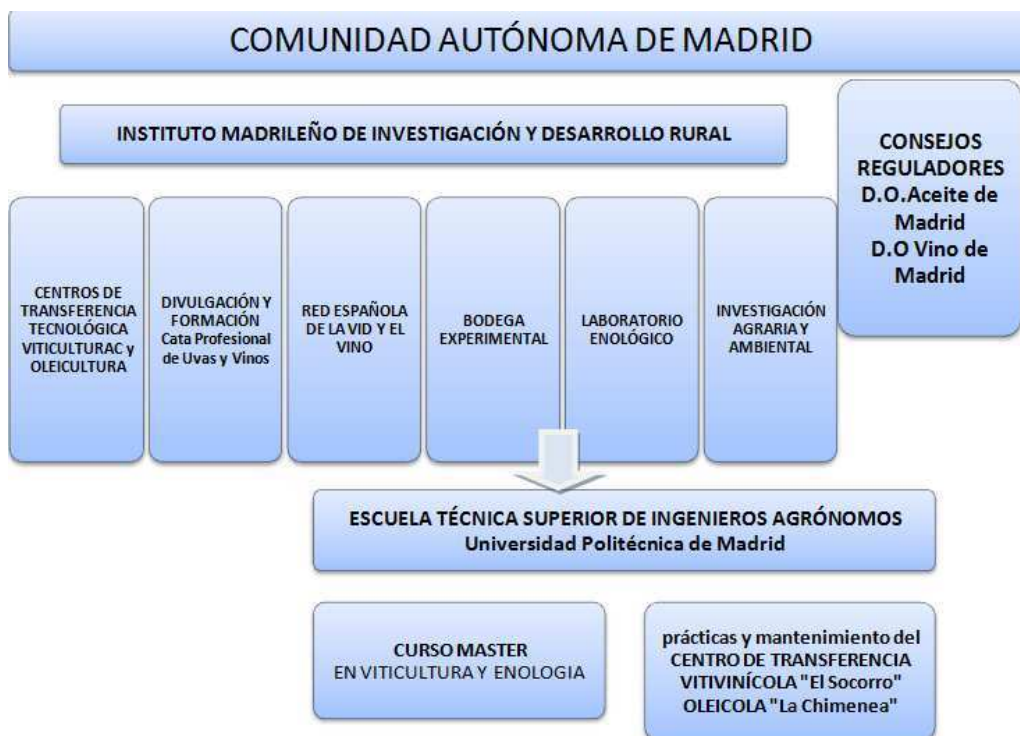 COMUNIDAD AUTÓNOMA DE MADRID
INSTITUTO MADRILEÑO DE INVESTIGACIÓN Y DESARROLLO RURAL
CONSEJOS
REGULADORES
D.O.Aceite de
Madrid
D.O Vino de
Madrid
CENTROS DE
TRANSFERENCIA
TECNOLÓGICA
VITICULTURAC y
OLEICULTURA
DIVULGACIÓN Y
FORMACIÓN
Cata Profesional
de Uvas y Vinos
RED ESPAÑOLA
DE LA VID Y EL
VINO
BODEGA
EXPERIMENTAL
LABORATORIO
ENOLÓGICO
INVESTIGACIÓN
AGRARIA Y
AMBIENTAL
ESCUELA TÉCNICA SUPERIOR DE INGENIEROS AGRÓNOMOS
Universidad Politécnica de Madrid
CURSO MASTER
EN VITICULTURA Y ENOLOGIA
prácticas y mantenimiento del
CENTRO DE TRANSFERENCIA
VITIVINÍCOLA "El Socorro"
OLEICOLA "La Chimenea"